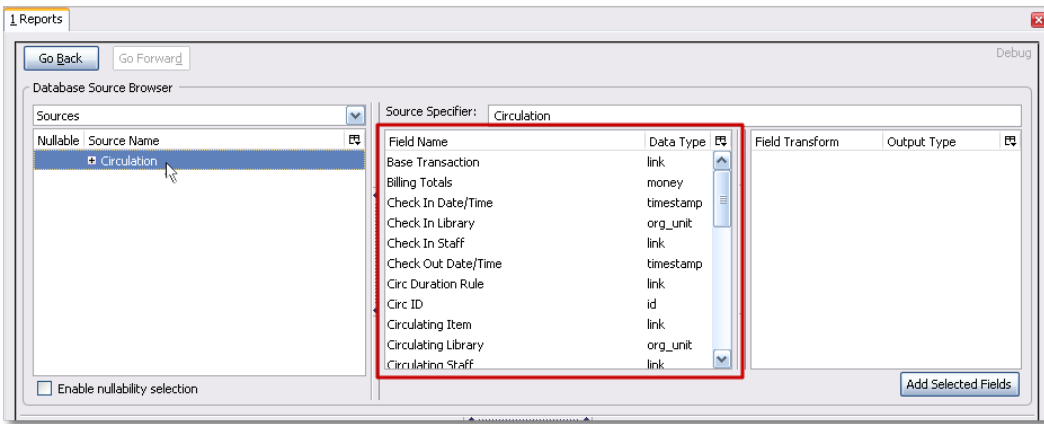 1 Reports
Go Back Go Forward Debug
Database Source Browser
Sources Source Specifier: Circulation
Nullable Source Name Field Name Data Type Field Transform Output Type
Circulation Base Transaction link
Billing Totals money
Check In Date/Time timestamp
Check In Library org_unit
Check In Staff link
Check Out Date/Time timestamp
Circ Duration Rule link
Circ ID id
Circulating Item link
Circulating Library org_unit
Circulating Staff link
Enable nullability selection Add Selected Fields